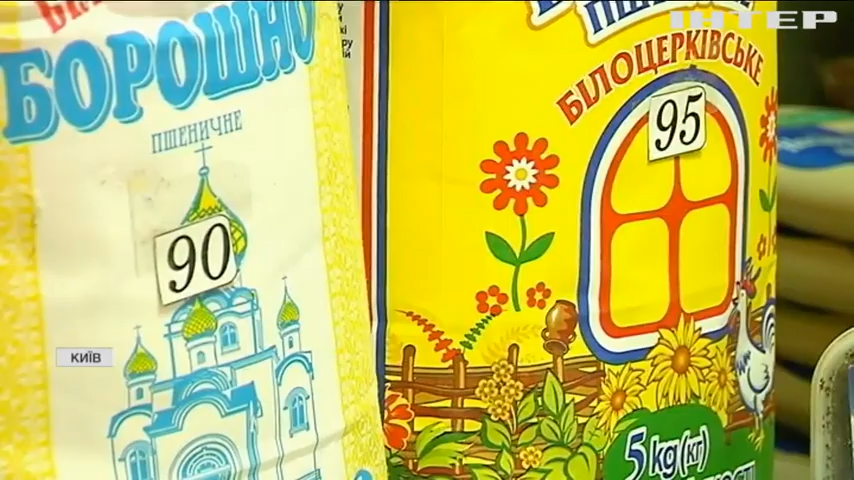 ІНТЕР
БОРОШНО
ПШЕНИЧНЕ
90
БІЛОЦЕРКІВСЬКЕ
95
5 kg(кг)
КИЇВ